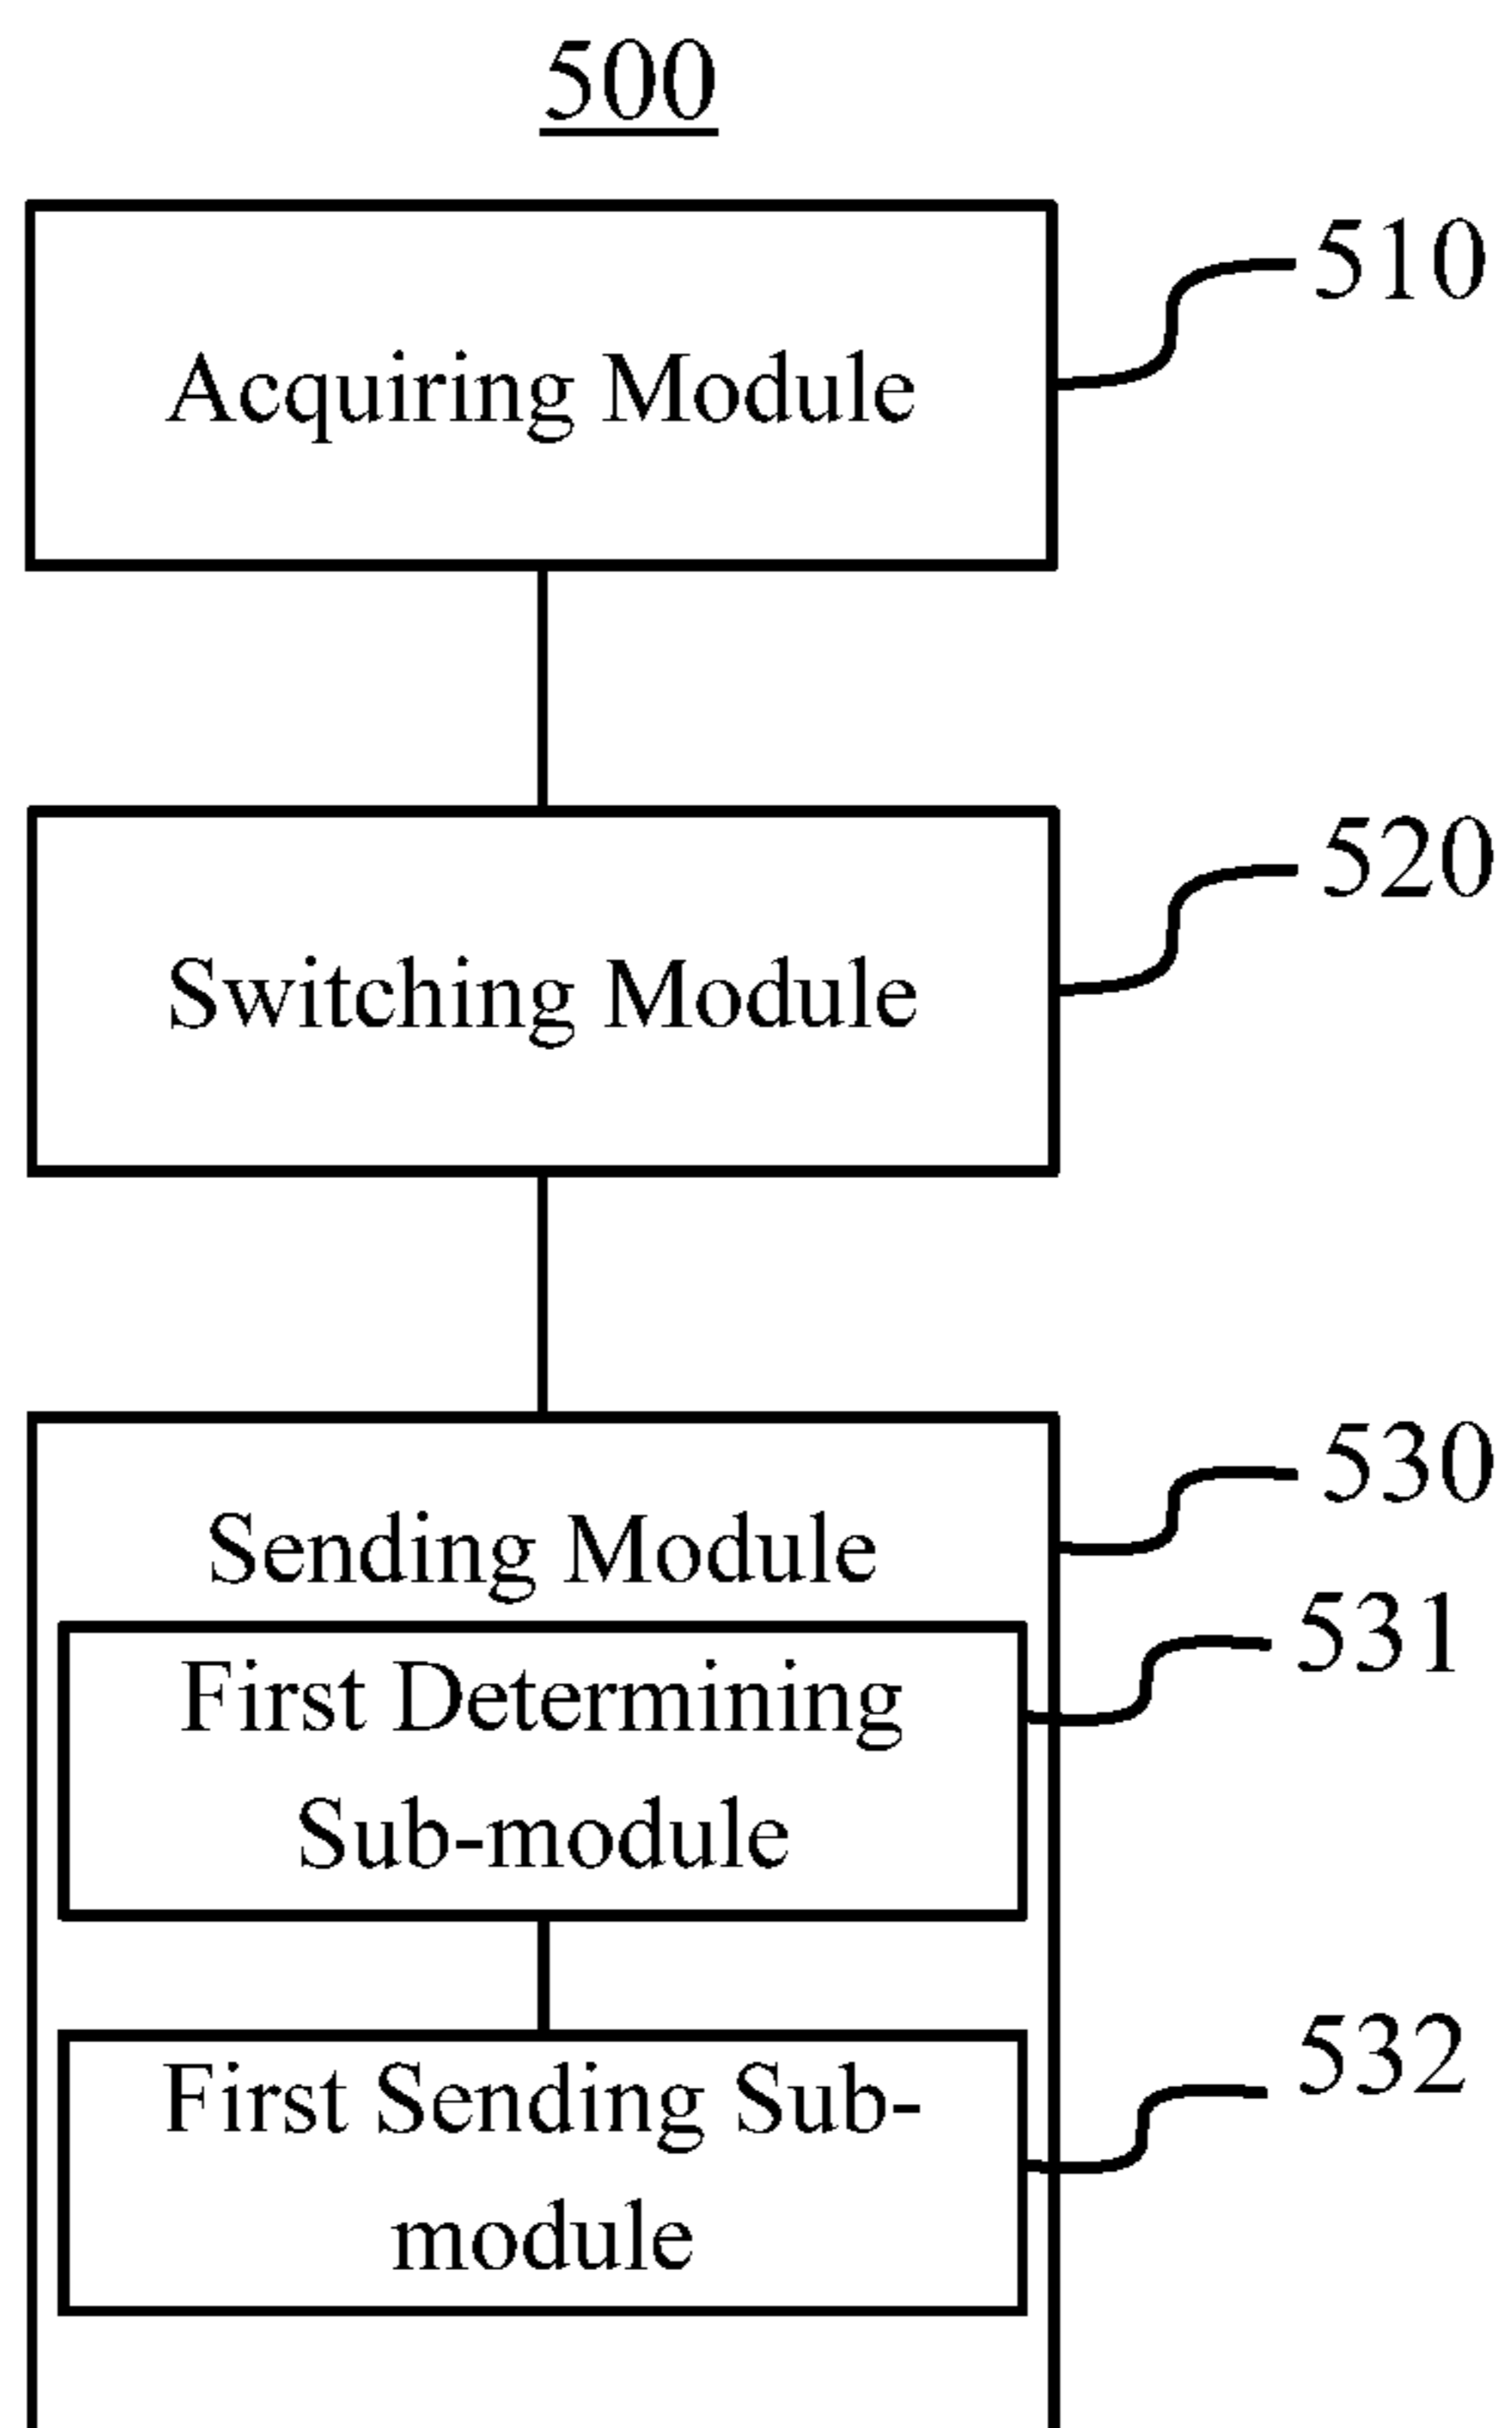 500
510
Acquiring Module
520
Switching Module
530
Sending Module
531
First Determining
Sub-module
532
First Sending Sub-
module